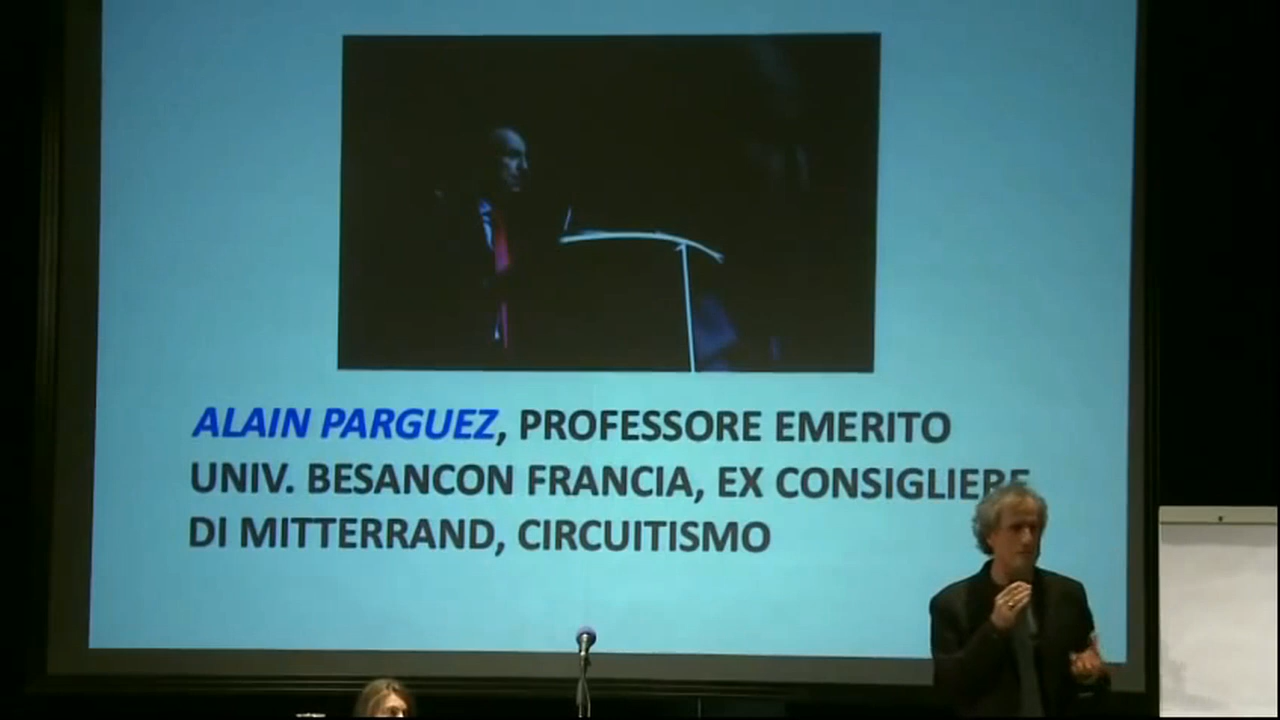 ALAIN PARGUEZ, PROFESSORE EMERITO
UNIV. BESANCON FRANCIA, EX CONSIGLIERE
DI MITTERRAND, CIRCUITISMO